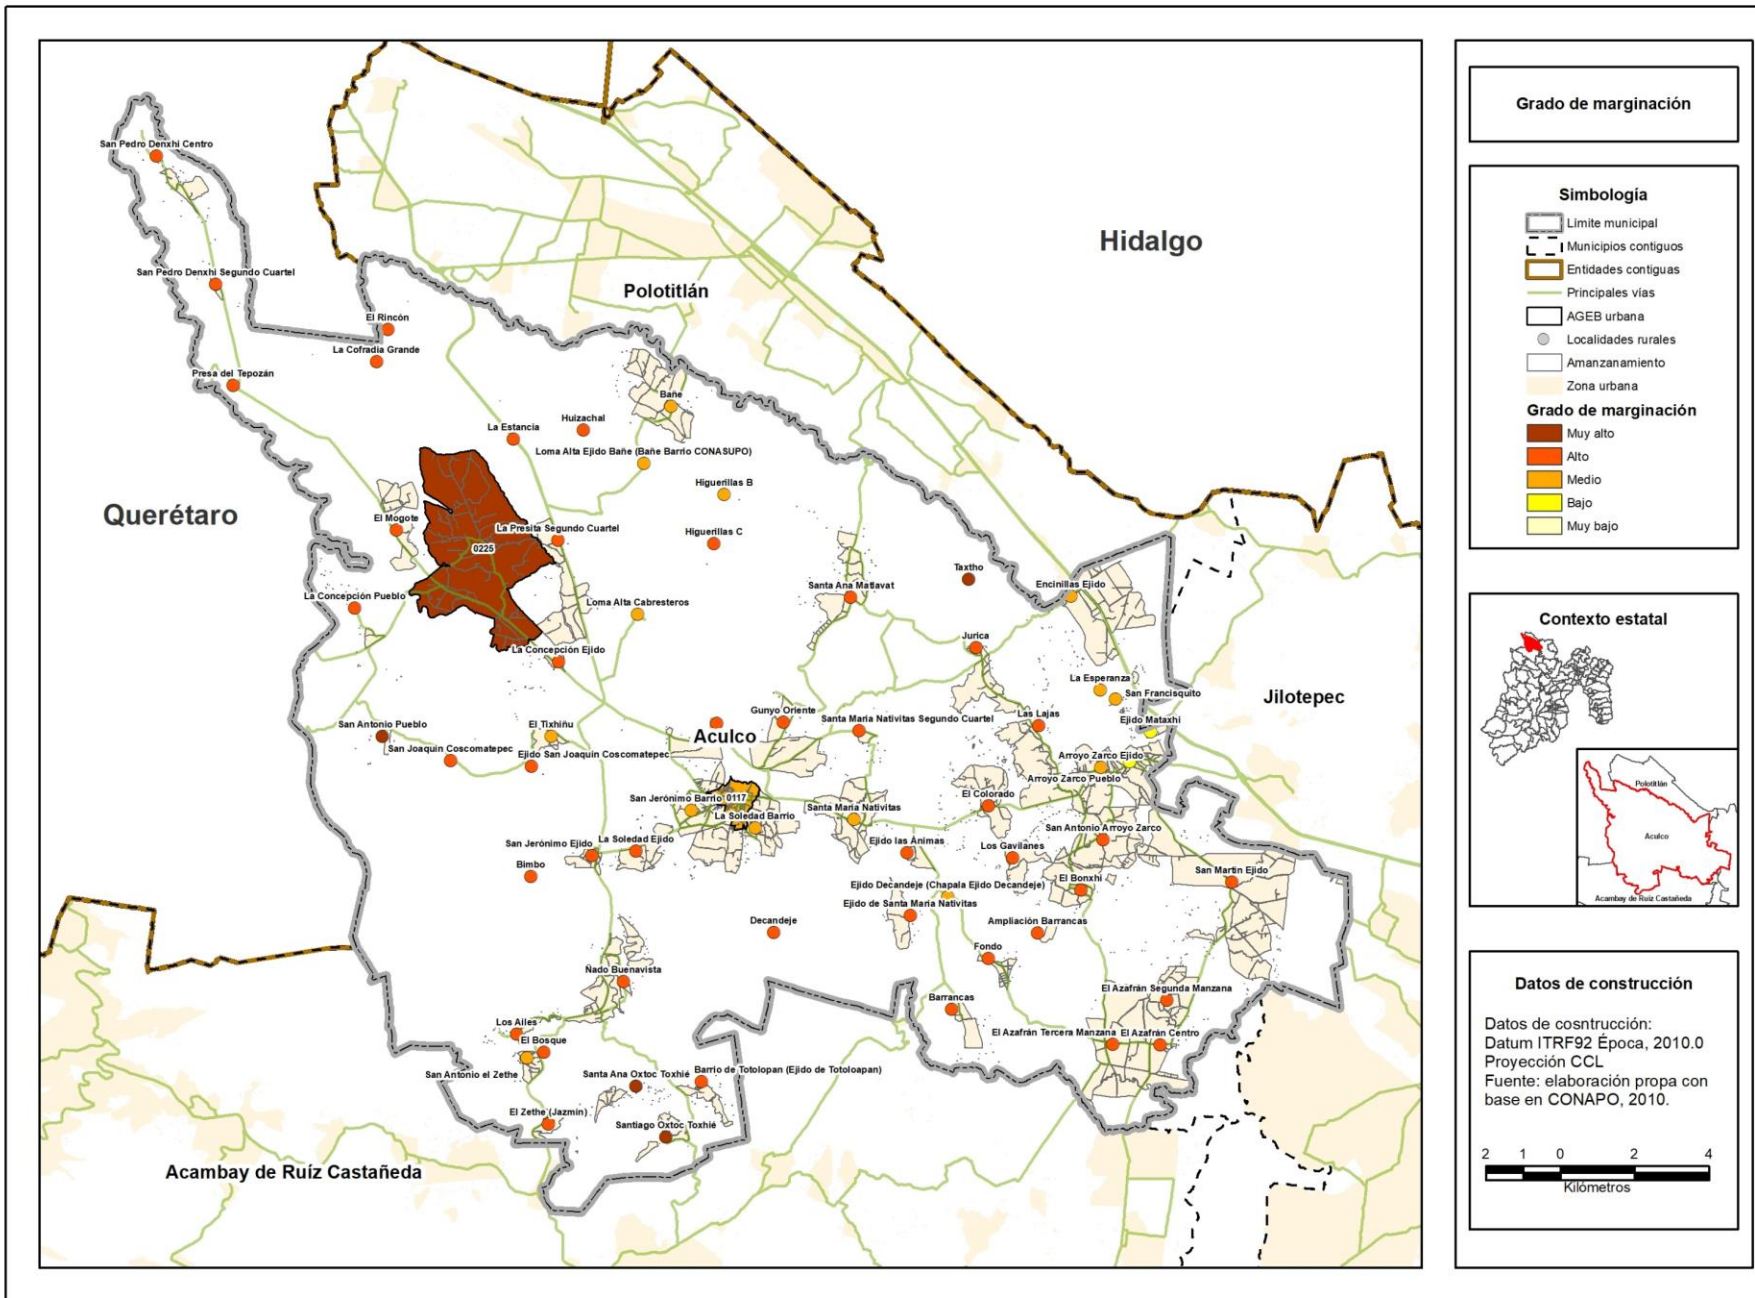 San Pedro Denxhi Centro
Hidalgo
San Pedro Denxhi Segundo Cuartel
Polotitlán
El Rincón
La Cofradia Grande
Presa del Tepozán
Bañe
Huizachal
La Estancia
Loma Alta Ejido Bañe (Bañe Barrio CONASUPO)
Higuerillas B
Querétaro
El Mogote
La Presita Segundo Cuartel
Higuerillas C
0225
Taxtho
Encinillas Ejido
Santa Ana Matlavat
La Concepción Pueblo
Loma Alta Cabresteros
Jurica
La Concepción Ejido
La Esperanza
San Francisquito
Jilotepec
Gunyo Oriente
Santa Maria Nativitas Segundo Cuartel
Las Lajas
Ejido Mataxhi
San Antonio Pueblo
El Tixhiñu
Aculco
San Joaquín Coscomatepec
Ejido San Joaquín Coscomatepec
Arroyo Zarco Ejido
Arroyo Zarco Pueblo
San Jerónimo Barrio
0117
El Colorado
La Soledad Barrio
Santa Maria Nativitas
San Antonio Arroyo Zarco
San Jerónimo Ejido
La Soledad Ejido
Ejido las Ánimas
Los Gavilanes
Bimbo
San Martin Ejido
Ejido Decandeje (Chapala Ejido Decandeje)
El Bonxhi
Ejido de Santa Maria Nativitas
Decandeje
Ampliación Barrancas
Fondo
Ñado Buenavista
El Azafrán Segunda Manzana
Barrancas
Los Ailes
El Azafrán Tercera Manzana
El Azafrán Centro
El Bosque
San Antonio el Zethe
Santa Ana Oxtoc Toxhié
Barrio de Totolopan (Ejido de Totoloapan)
El Zethe (Jazmin)
Santiago Oxtoc Toxhié
Acambay de Ruíz Castañeda
Grado de marginación
Simbología
Limite municipal
Municipios contiguos
Entidades contiguas
Principales vías
AGEB urbana
Localidades rurales
Amanzanamiento
Zona urbana
Grado de marginación
Muy alto
Alto
Medio
Bajo
Muy bajo
Contexto estatal
Polotitlán
Aculco
Acambay de Ruíz Castañeda
Datos de construcción
Datos de cosntrucción:
Datum ITRF92 Época, 2010.0
Proyección CCL
Fuente: elaboración propa con
base en CONAPO, 2010.
2 1 0 2 4
Kilómetros